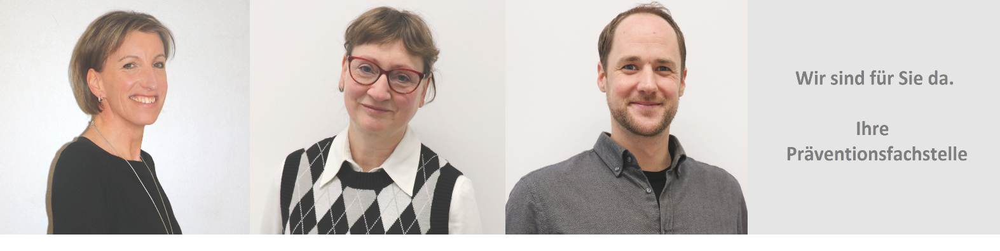 Wir sind für Sie da.
Ihre
Präventionsfachstelle